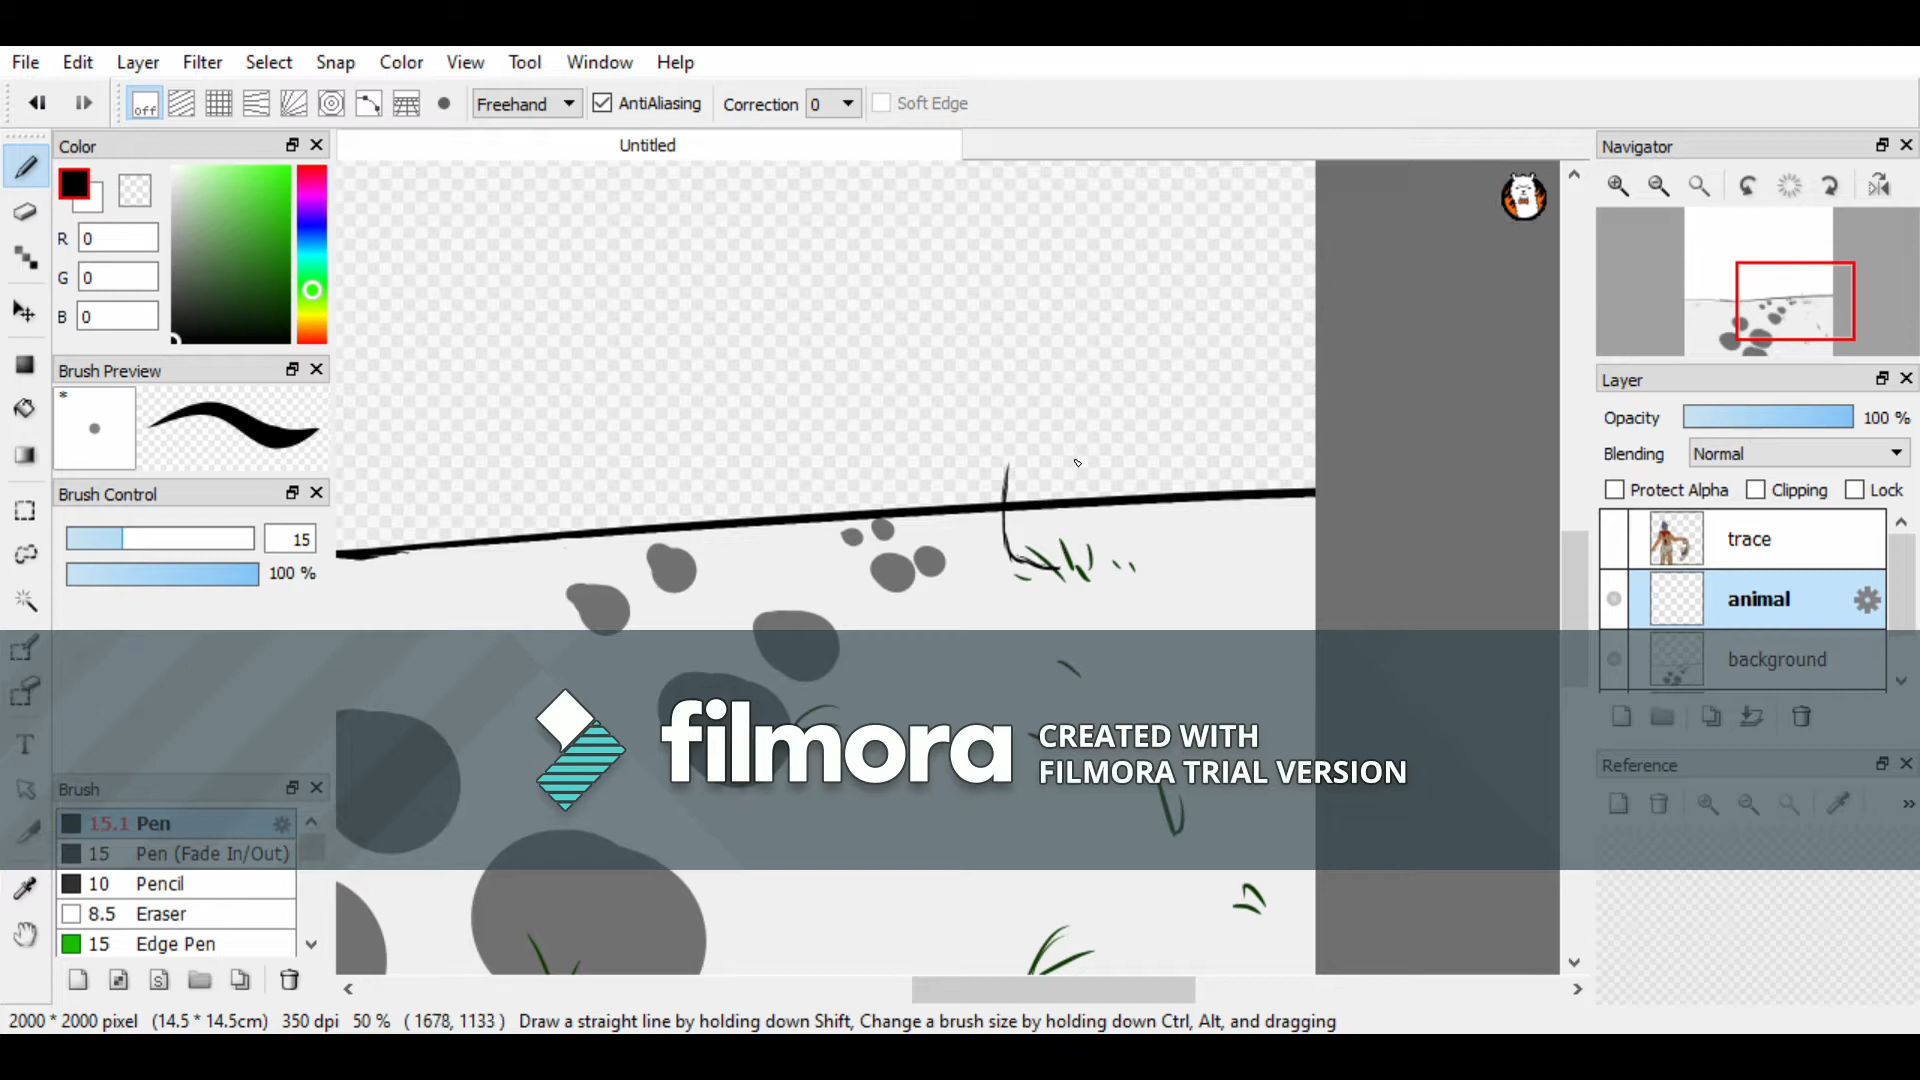 File Edit Layer Filter Select Snap Color View Tool Window Help
off Freehand AntiAliasing Correction 0 Soft Edge
Color
R 0
G 0
B 0
Brush Preview
*
Brush Control
15
100 %
Brush
15.1 Pen
15 Pen (Fade In/Out)
10 Pencil
8.5 Eraser
15 Edge Pen
Untitled
filmora
CREATED WITH
FILMORA TRIAL VERSION
Navigator
Layer
Opacity 100 %
Blending Normal
Protect Alpha Clipping Lock
trace
animal
background
Reference
2000 * 2000 pixel (14.5 * 14.5cm) 350 dpi 50 % ( 1678, 1133 ) Draw a straight line by holding down Shift, Change a brush size by holding down Ctrl, Alt, and dragging